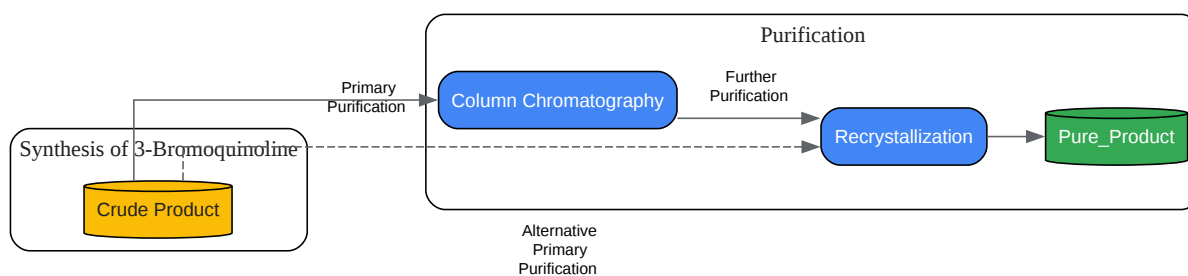 Purification
Primary
Purification
Column Chromatography
Further
Purification
Recrystallization
Pure_Product
Synthesis of 3-Bromoquinoline
Crude Product
Alternative
Primary
Purification